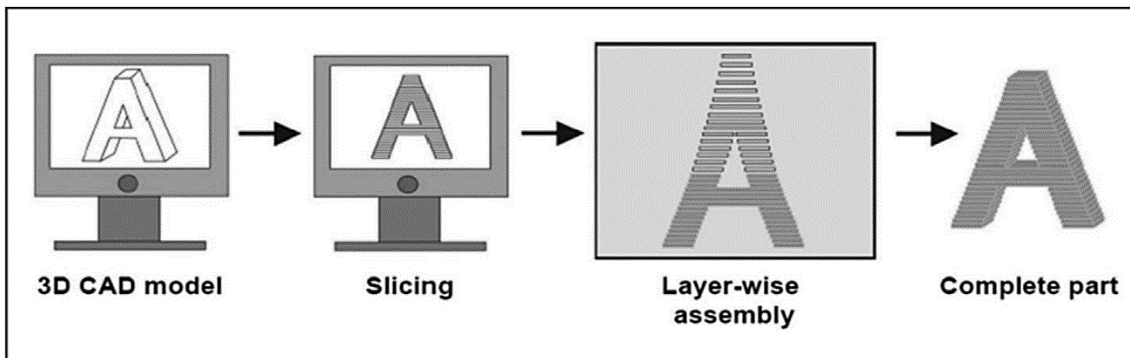 3D CAD model
Slicing
Layer-wise
assembly
Complete part